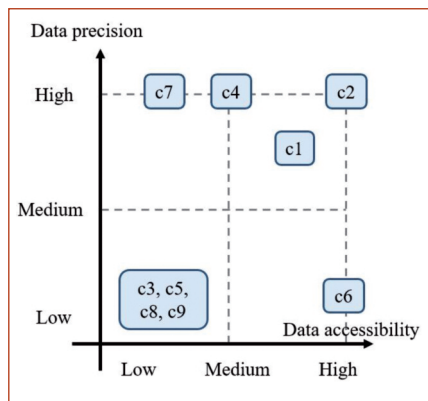 Data precision
High
c7
c4
c2
c1
Medium
c3, c5,
c8, c9
c6
Low
Data accessibility
Low
Medium
High